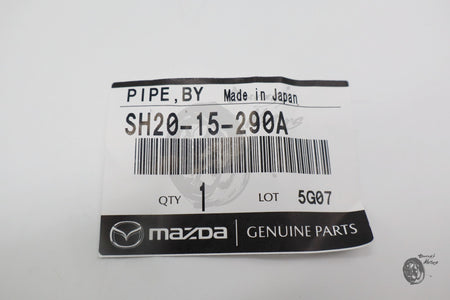 PIPE,BY Made in Japan
SH20-15-290A
QTY 1 LOT 5G07
mazda GENUINE PARTS